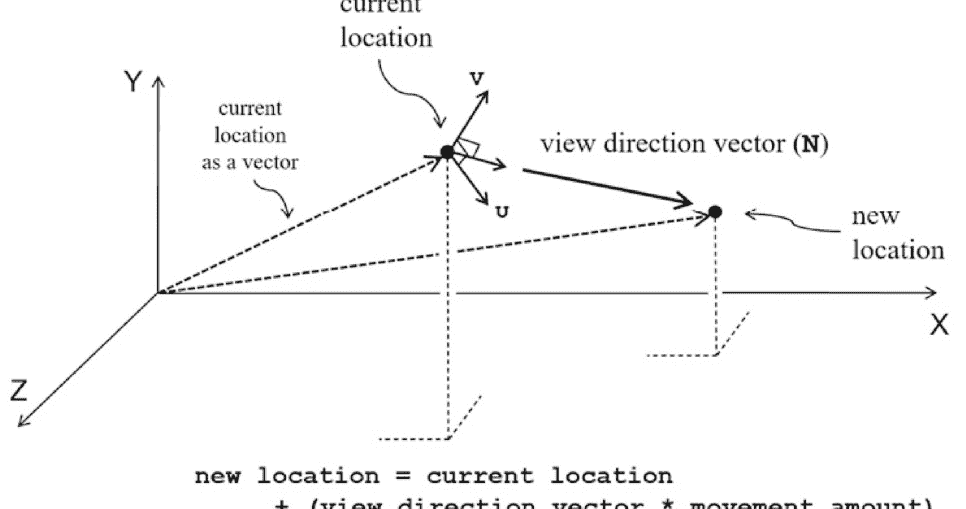 current
location
Y
V
current
location
as a vector
view direction vector (N)
U
new
location
X
Z
new location = current location
+ (view direction vector * movement amount)